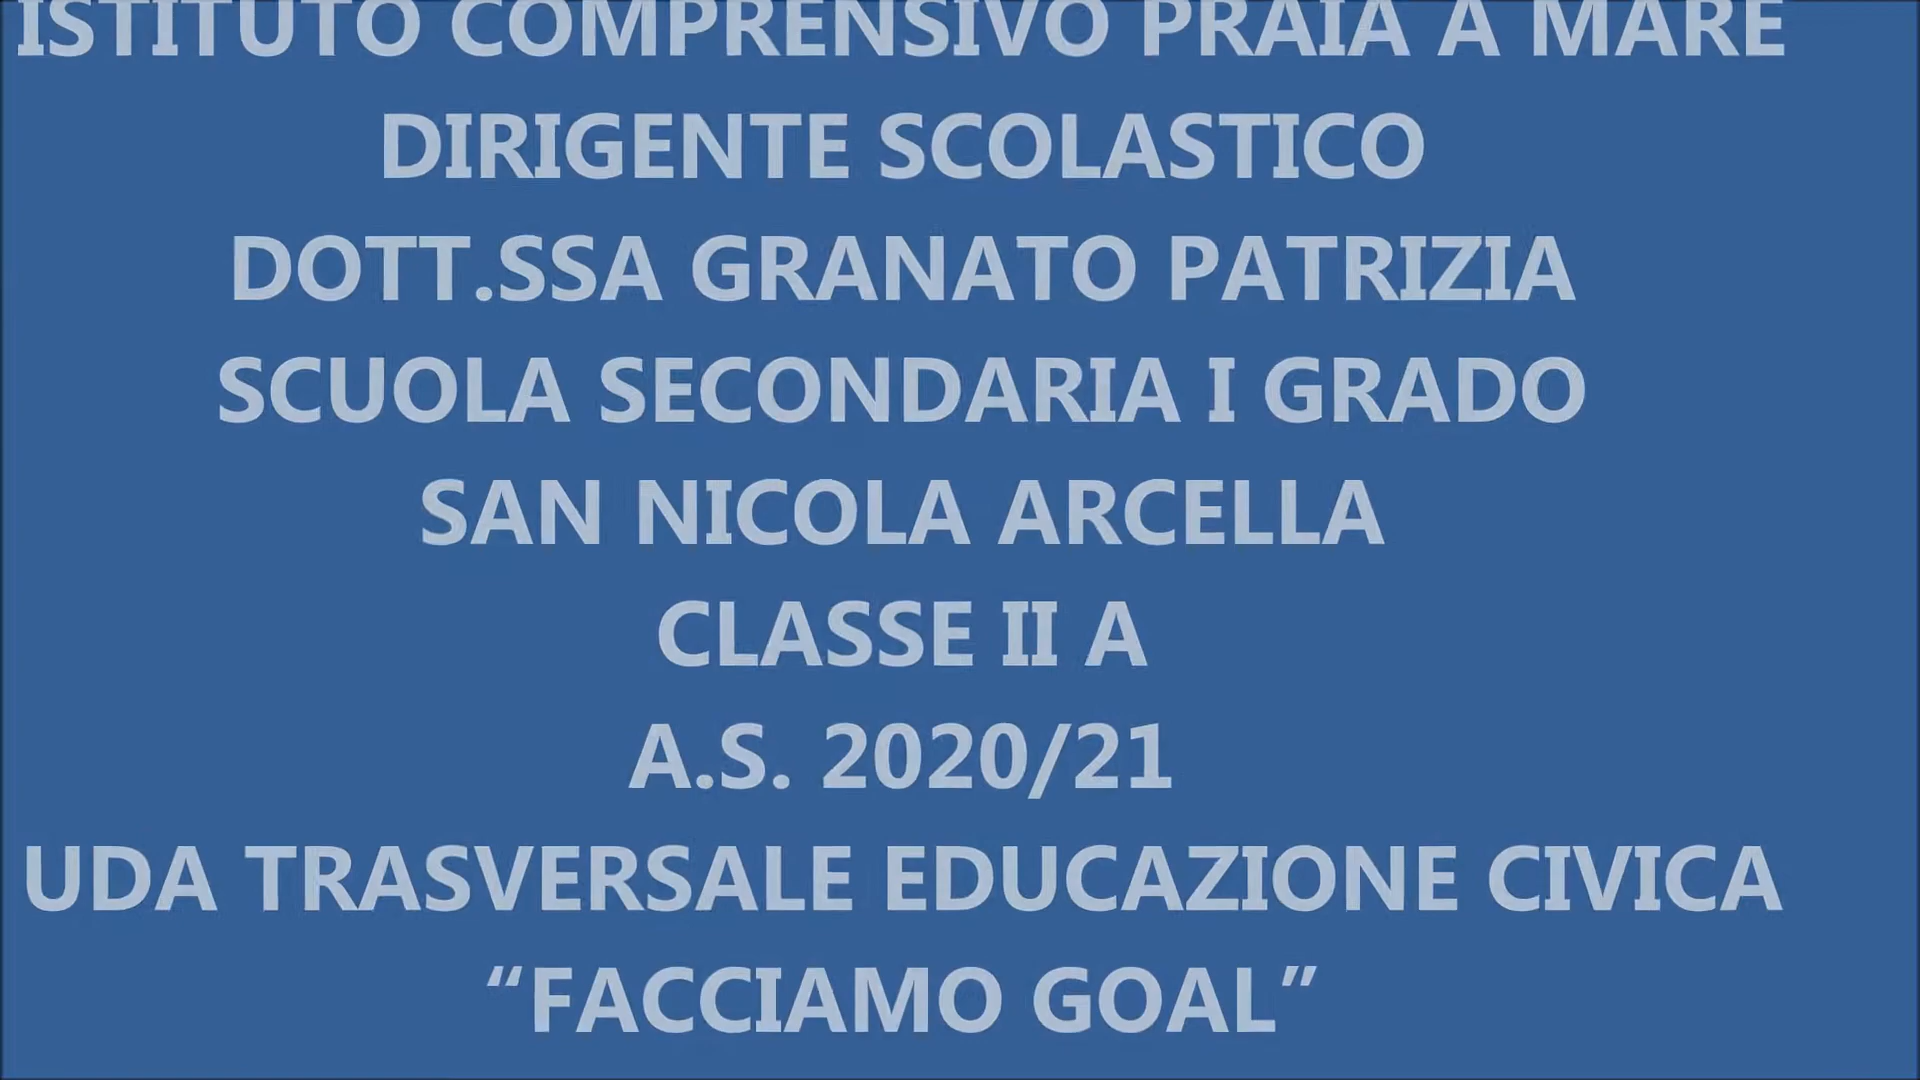 ISTITUTO COMPRENSIVO PRAIA A MARE
DIRIGENTE SCOLASTICO
DOTT.SSA GRANATO PATRIZIA
SCUOLA SECONDARIA I GRADO
SAN NICOLA ARCELLA
CLASSE II A
A.S. 2020/21
UDA TRASVERSALE EDUCAZIONE CIVICA
“FACCIAMO GOAL”